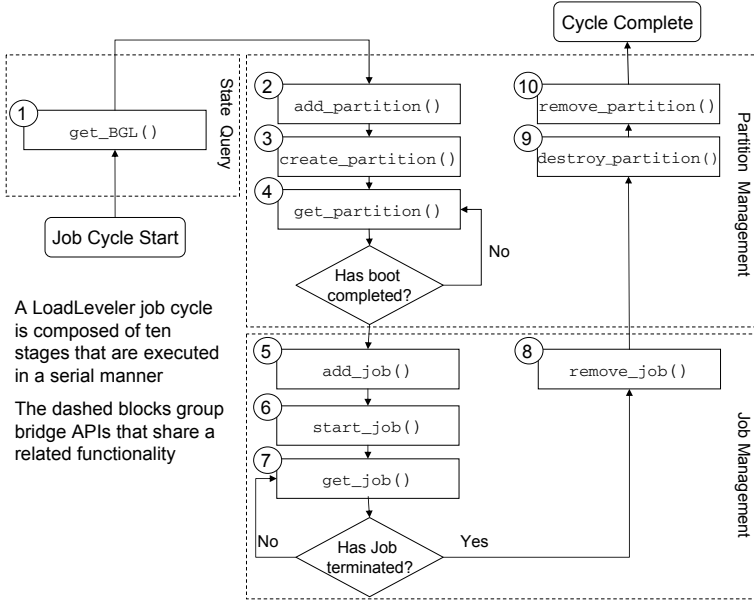 Cycle Complete
State Query
1
get_BGL()
Job Cycle Start
Partition Management
2
add_partition()
3
create_partition()
4
get_partition()
No
Has boot
completed?
10
remove_partition()
9
destroy_partition()
A LoadLeveler job cycle
is composed of ten
stages that are executed
in a serial manner
The dashed blocks group
bridge APIs that share a
related functionality
Job Management
5
add_job()
6
start_job()
7
get_job()
No
Has Job
terminated?
Yes
8
remove_job()